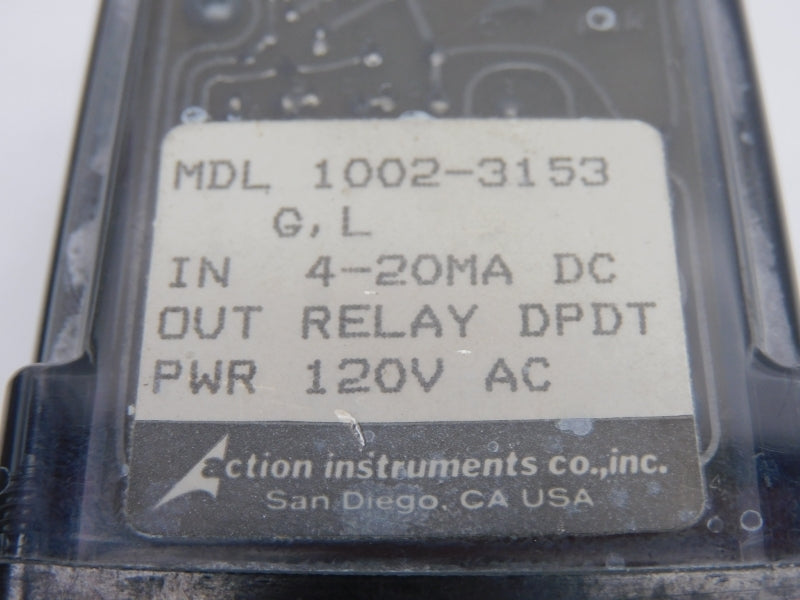 MDL 1002-3153
G,L
IN 4-20MA DC
OUT RELAY DPDT
PWR 120V AC
action instruments co.,inc.
San Diego, CA USA